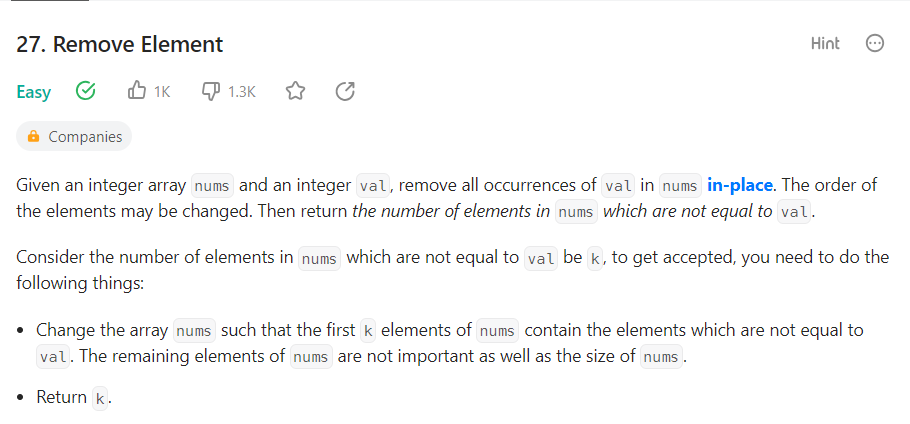 27. Remove Element
Hint
Easy 1K 1.3K
Companies
Given an integer array nums and an integer val, remove all occurrences of val in nums in-place. The order of
the elements may be changed. Then return the number of elements in nums which are not equal to val.
Consider the number of elements in nums which are not equal to val be k, to get accepted, you need to do the
following things:
• Change the array nums such that the first k elements of nums contain the elements which are not equal to
val. The remaining elements of nums are not important as well as the size of nums.
• Return k.